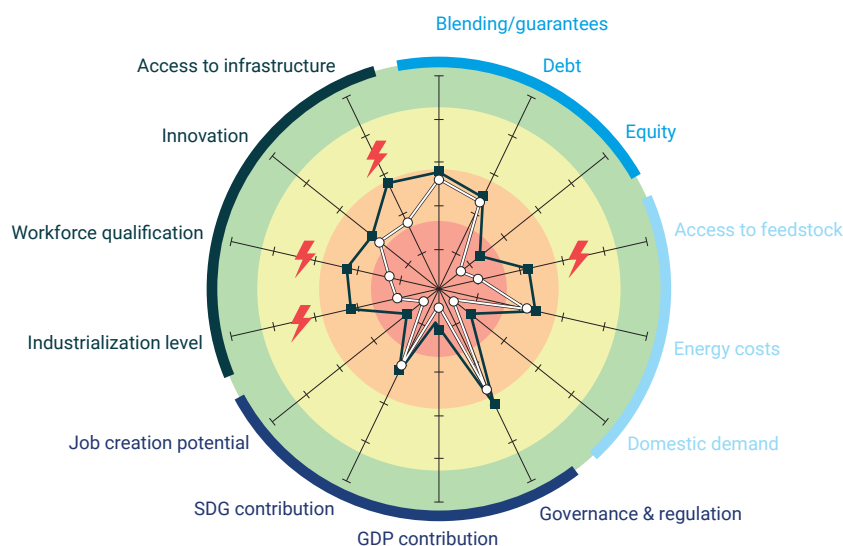 Blending/guarantees
Access to infrastructure
Debt
Innovation
Equity
Workforce qualification
Access to feedstock
Industrialization level
Energy costs
Job creation potential
Domestic demand
SDG contribution
Governance & regulation
GDP contribution